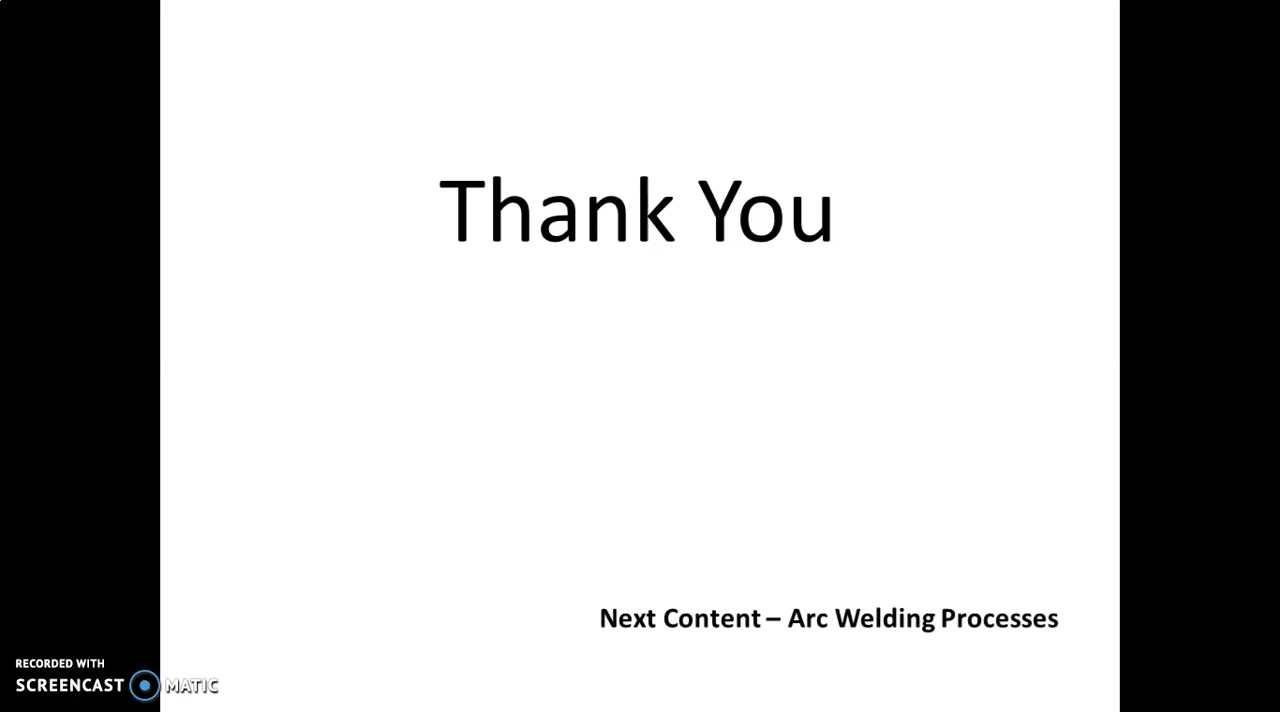 Thank You
Next Content – Arc Welding Processes
RECORDED WITH
SCREENCAST MATIC